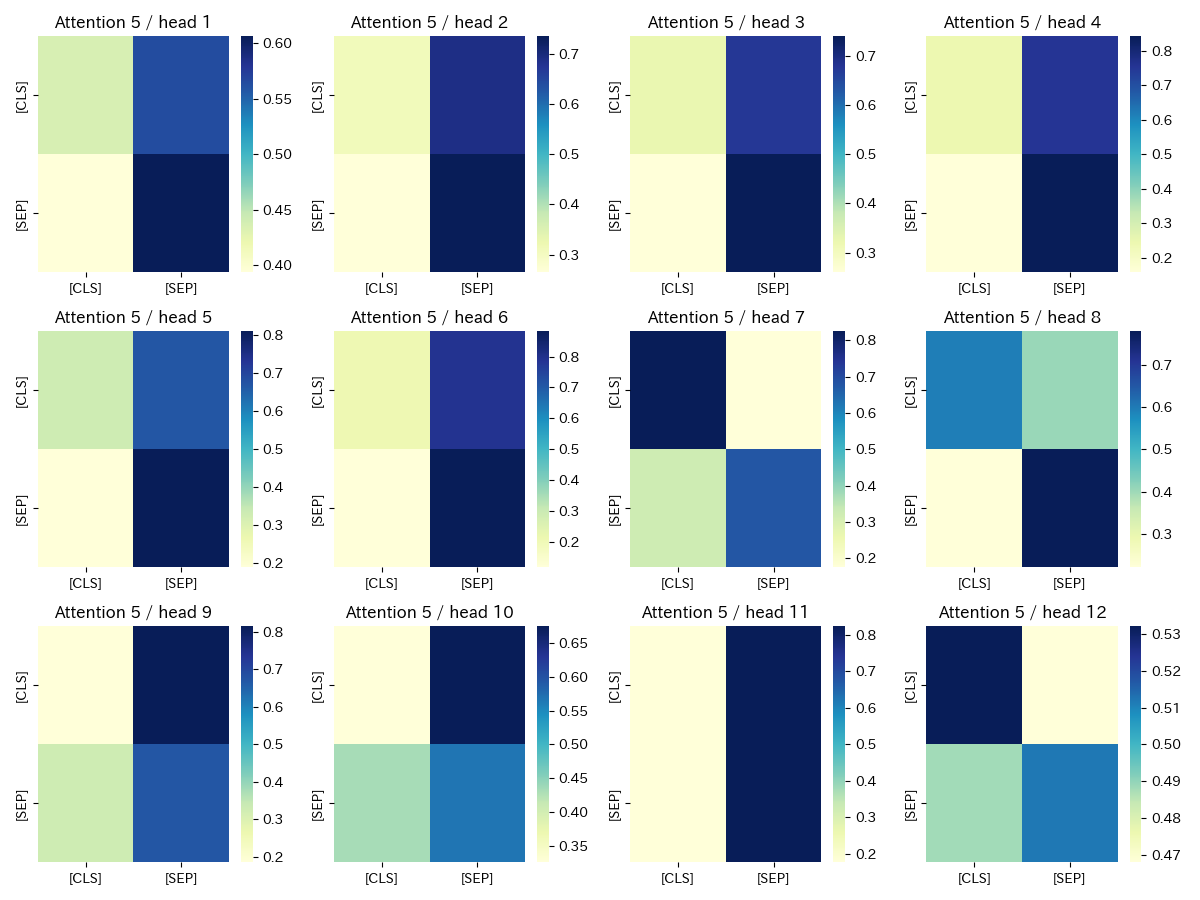 Attention 5 / head 1
[CLS]
[SEP]
[CLS] [SEP]
0.60
0.55
0.50
0.45
0.40
Attention 5 / head 2
[CLS]
[SEP]
[CLS] [SEP]
0.7
0.6
0.5
0.4
0.3
Attention 5 / head 3
[CLS]
[SEP]
[CLS] [SEP]
0.7
0.6
0.5
0.4
0.3
Attention 5 / head 4
[CLS]
[SEP]
[CLS] [SEP]
0.8
0.7
0.6
0.5
0.4
0.3
0.2
Attention 5 / head 5
[CLS]
[SEP]
[CLS] [SEP]
0.8
0.7
0.6
0.5
0.4
0.3
0.2
Attention 5 / head 6
[CLS]
[SEP]
[CLS] [SEP]
0.8
0.7
0.6
0.5
0.4
0.3
0.2
Attention 5 / head 7
[CLS]
[SEP]
[CLS] [SEP]
0.8
0.7
0.6
0.5
0.4
0.3
0.2
Attention 5 / head 8
[CLS]
[SEP]
[CLS] [SEP]
0.7
0.6
0.5
0.4
0.3
Attention 5 / head 9
[CLS]
[SEP]
[CLS] [SEP]
0.8
0.7
0.6
0.5
0.4
0.3
0.2
Attention 5 / head 10
[CLS]
[SEP]
[CLS] [SEP]
0.65
0.60
0.55
0.50
0.45
0.40
0.35
Attention 5 / head 11
[CLS]
[SEP]
[CLS] [SEP]
0.8
0.7
0.6
0.5
0.4
0.3
0.2
Attention 5 / head 12
[CLS]
[SEP]
[CLS] [SEP]
0.53
0.52
0.51
0.50
0.49
0.48
0.47